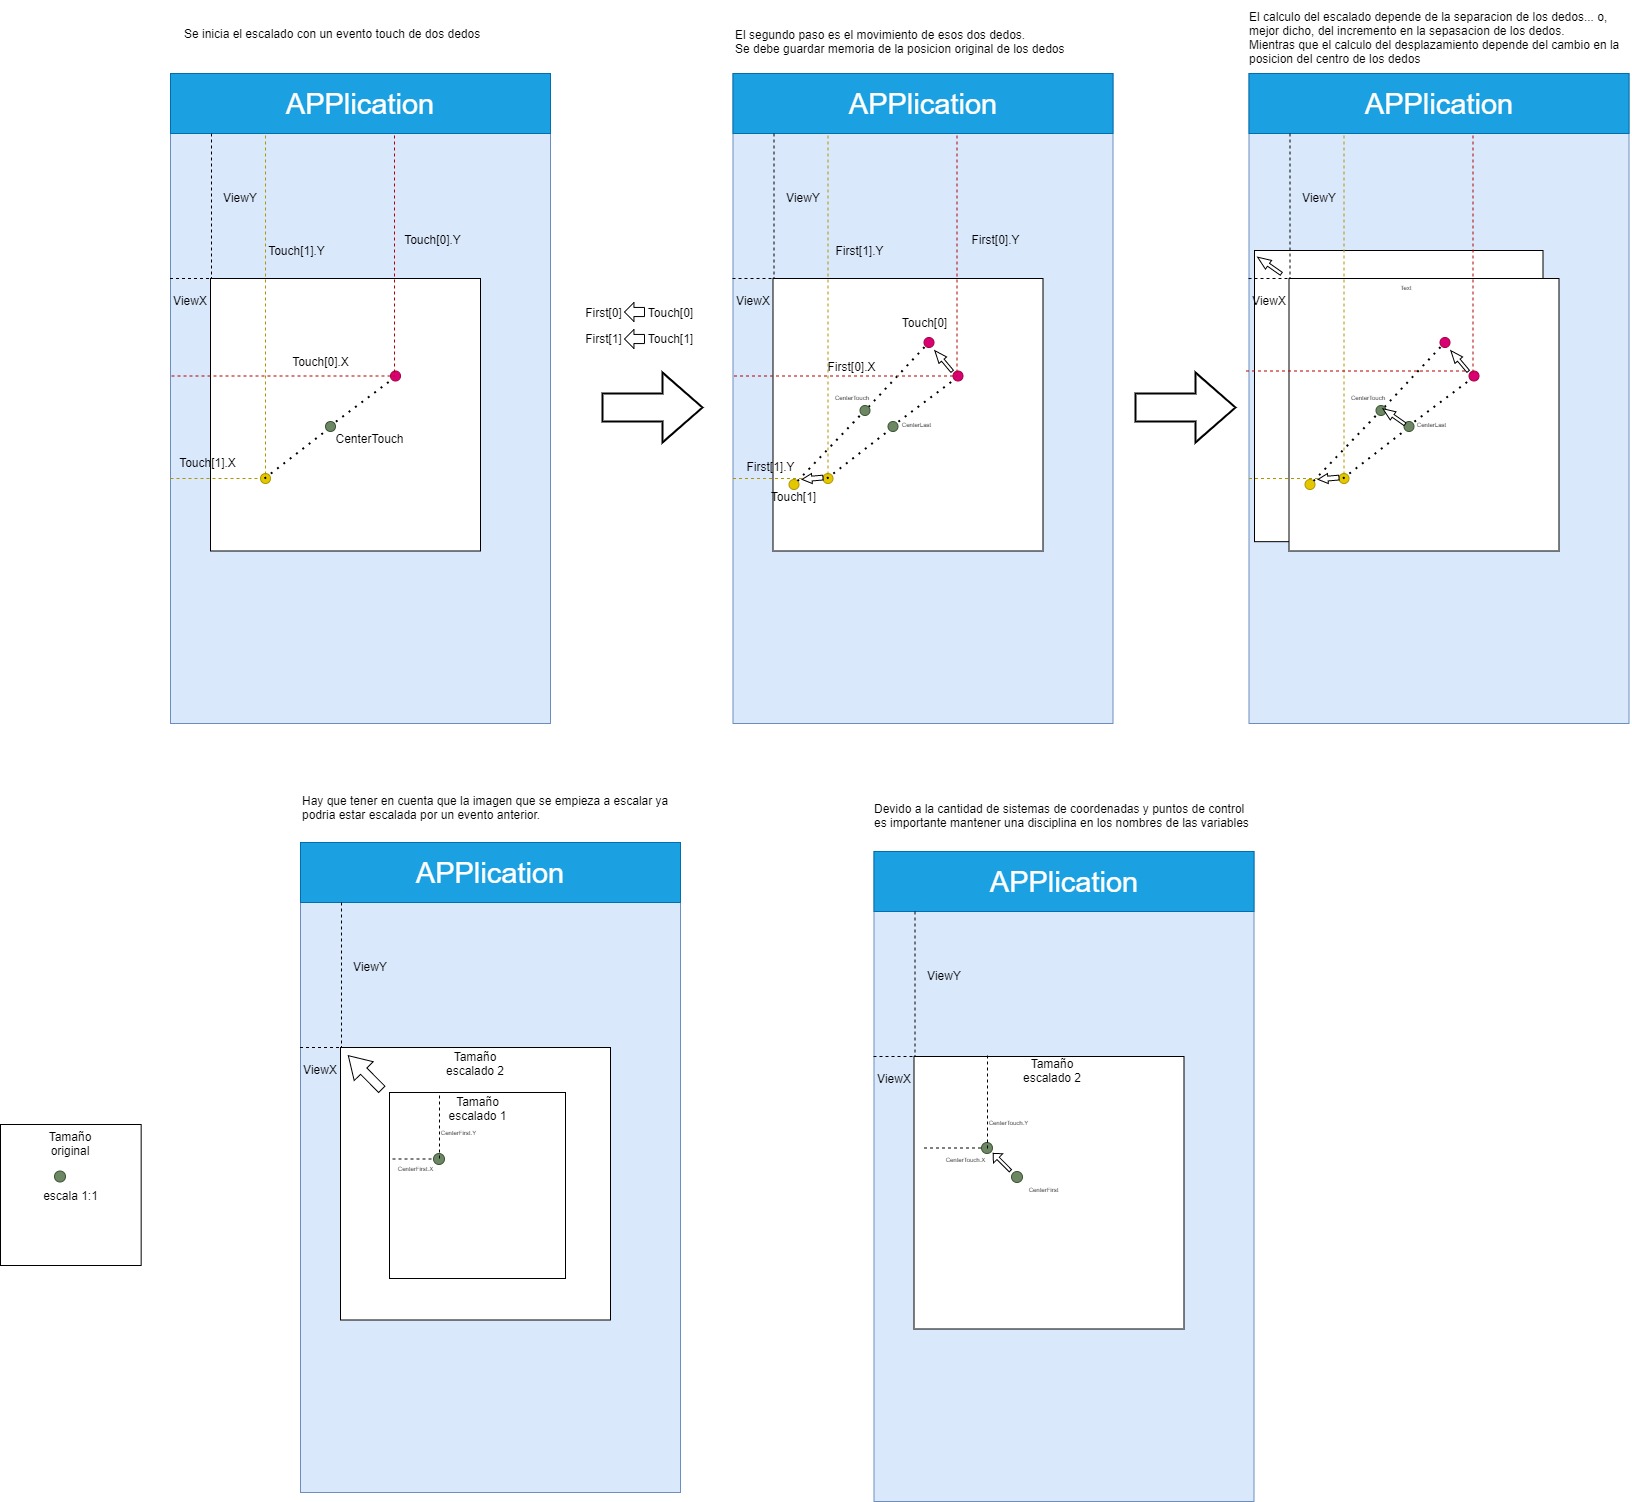 Se inicia el escalado con un evento touch de dos dedos
APPlication
ViewY
Touch[1].Y
Touch[0].Y
ViewX
Touch[0].X
CenterTouch
Touch[1].X
First[0] Touch[0]
First[1] Touch[1]
El segundo paso es el movimiento de esos dos dedos.
Se debe guardar memoria de la posicion original de los dedos
APPlication
ViewY
First[1].Y
First[0].Y
ViewX
Touch[0]
First[0].X
CenterTouch
CenterLast
First[1].Y
Touch[1]
El calculo del escalado depende de la separacion de los dedos... o,
mejor dicho, del incremento en la sepasacion de los dedos.
Mientras que el calculo del desplazamiento depende del cambio en la
posicion del centro de los dedos
APPlication
ViewY
ViewX
Text
CenterTouch
CenterLast
Tamaño
original
escala 1:1
Hay que tener en cuenta que la imagen que se empieza a escalar ya
podria estar escalada por un evento anterior.
APPlication
ViewY
ViewX
Tamaño
escalado 2
Tamaño
escalado 1
CenterFirst.Y
CenterFirst.X
Devido a la cantidad de sistemas de coordenadas y puntos de control
es importante mantener una disciplina en los nombres de las variables
APPlication
ViewY
ViewX
Tamaño
escalado 2
CenterTouch.Y
CenterTouch.X
CenterFirst